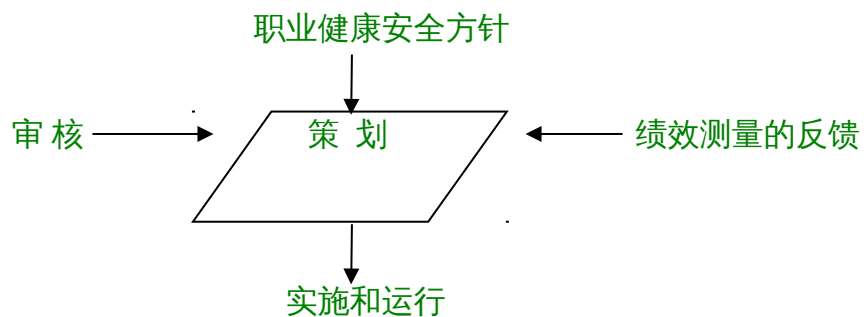 职业健康安全方针
审 核
策 划
绩效测量的反馈
实施和运行